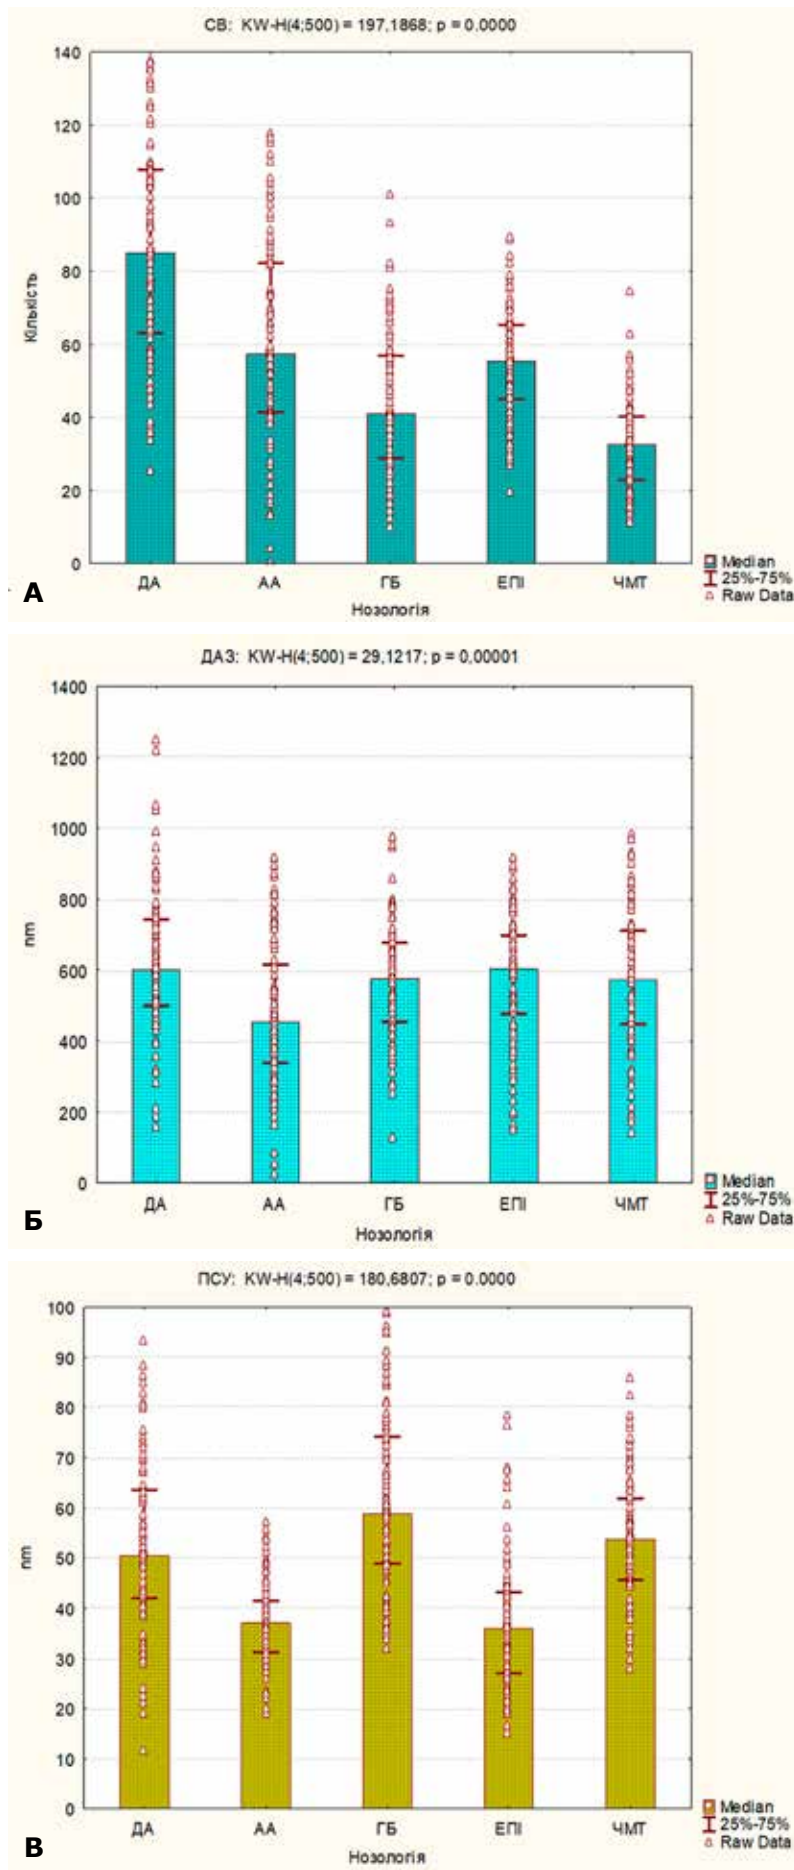 СВ: KW-H(4;500) = 197,1868; p = 0,0000
140
120
100
80
60
40
20
0
Кількість
ДА АА ГБ ЕПІ ЧМТ
Нозологія
Median
25%-75%
Raw Data
А
ДАЗ: KW-H(4;500) = 29,1217; p = 0,00001
1400
1200
1000
800
600
400
200
0
nm
ДА АА ГБ ЕПІ ЧМТ
Нозологія
Median
25%-75%
Raw Data
Б
ПСУ: KW-H(4;500) = 180,6807; p = 0,0000
100
90
80
70
60
50
40
30
20
10
0
nm
ДА АА ГБ ЕПІ ЧМТ
Нозологія
Median
25%-75%
Raw Data
В